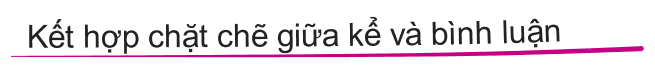 Kết hợp chặt chẽ giữa kể và bình luận